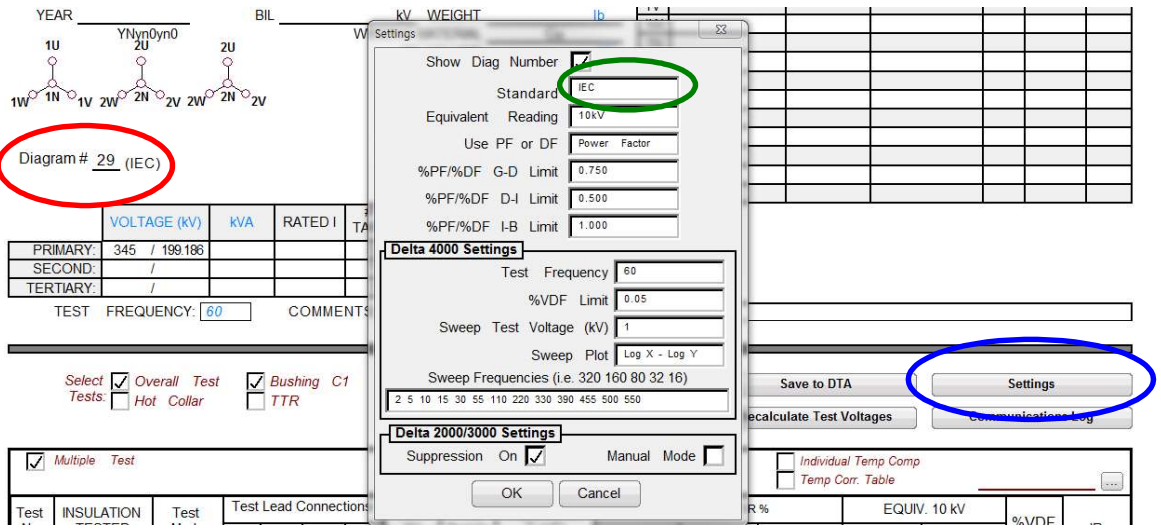 YEAR BIL kV WEIGHT lb
YNyn0yn0
1U 2U 2U
1W 1N 1V 2W 2N 2V 2W 2N 2V
Diagram # 29 (IEC)
VOLTAGE (kV) kVA RATED I
PRIMARY: 345 / 199.186
SECOND: /
TERTIARY: /
TEST FREQUENCY: 60 COMMENTS
Select Tests:
Overall Test Bushing C1
Hot Collar TTR
Multiple Test
Test INSULATION Test Test Lead Connections
Settings
Show Diag Number
Standard IEC
Equivalent Reading 10kV
Use PF or DF Power Factor
%PF/%DF G-D Limit 0.750
%PF/%DF D-I Limit 0.500
%PF/%DF I-B Limit 1.000
Delta 4000 Settings
Test Frequency 60
%VDF Limit 0.05
Sweep Test Voltage (kV) 1
Sweep Plot Log X - Log Y
Sweep Frequencies (i.e. 320 160 80 32 16)
2 5 10 15 30 55 110 220 330 390 455 500 550
Delta 2000/3000 Settings
Suppression On Manual Mode
OK Cancel
Save to DTA Settings
ecalculate Test Voltages Communications Log
Individual Temp Comp
Temp Corr. Table ...
R % EQUIV. 10 kV
%VDF